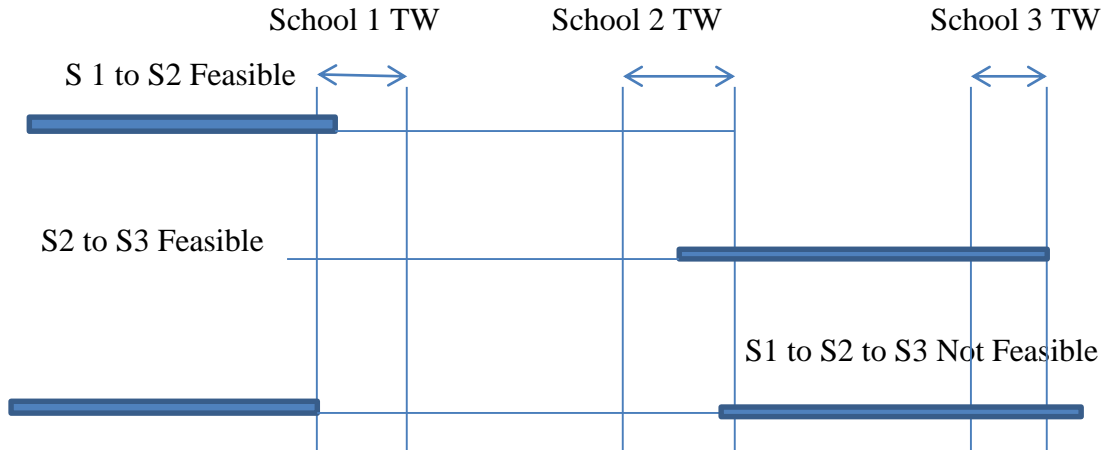 School 1 TW
School 2 TW
School 3 TW
S 1 to S2 Feasible
S2 to S3 Feasible
S1 to S2 to S3 Not Feasible